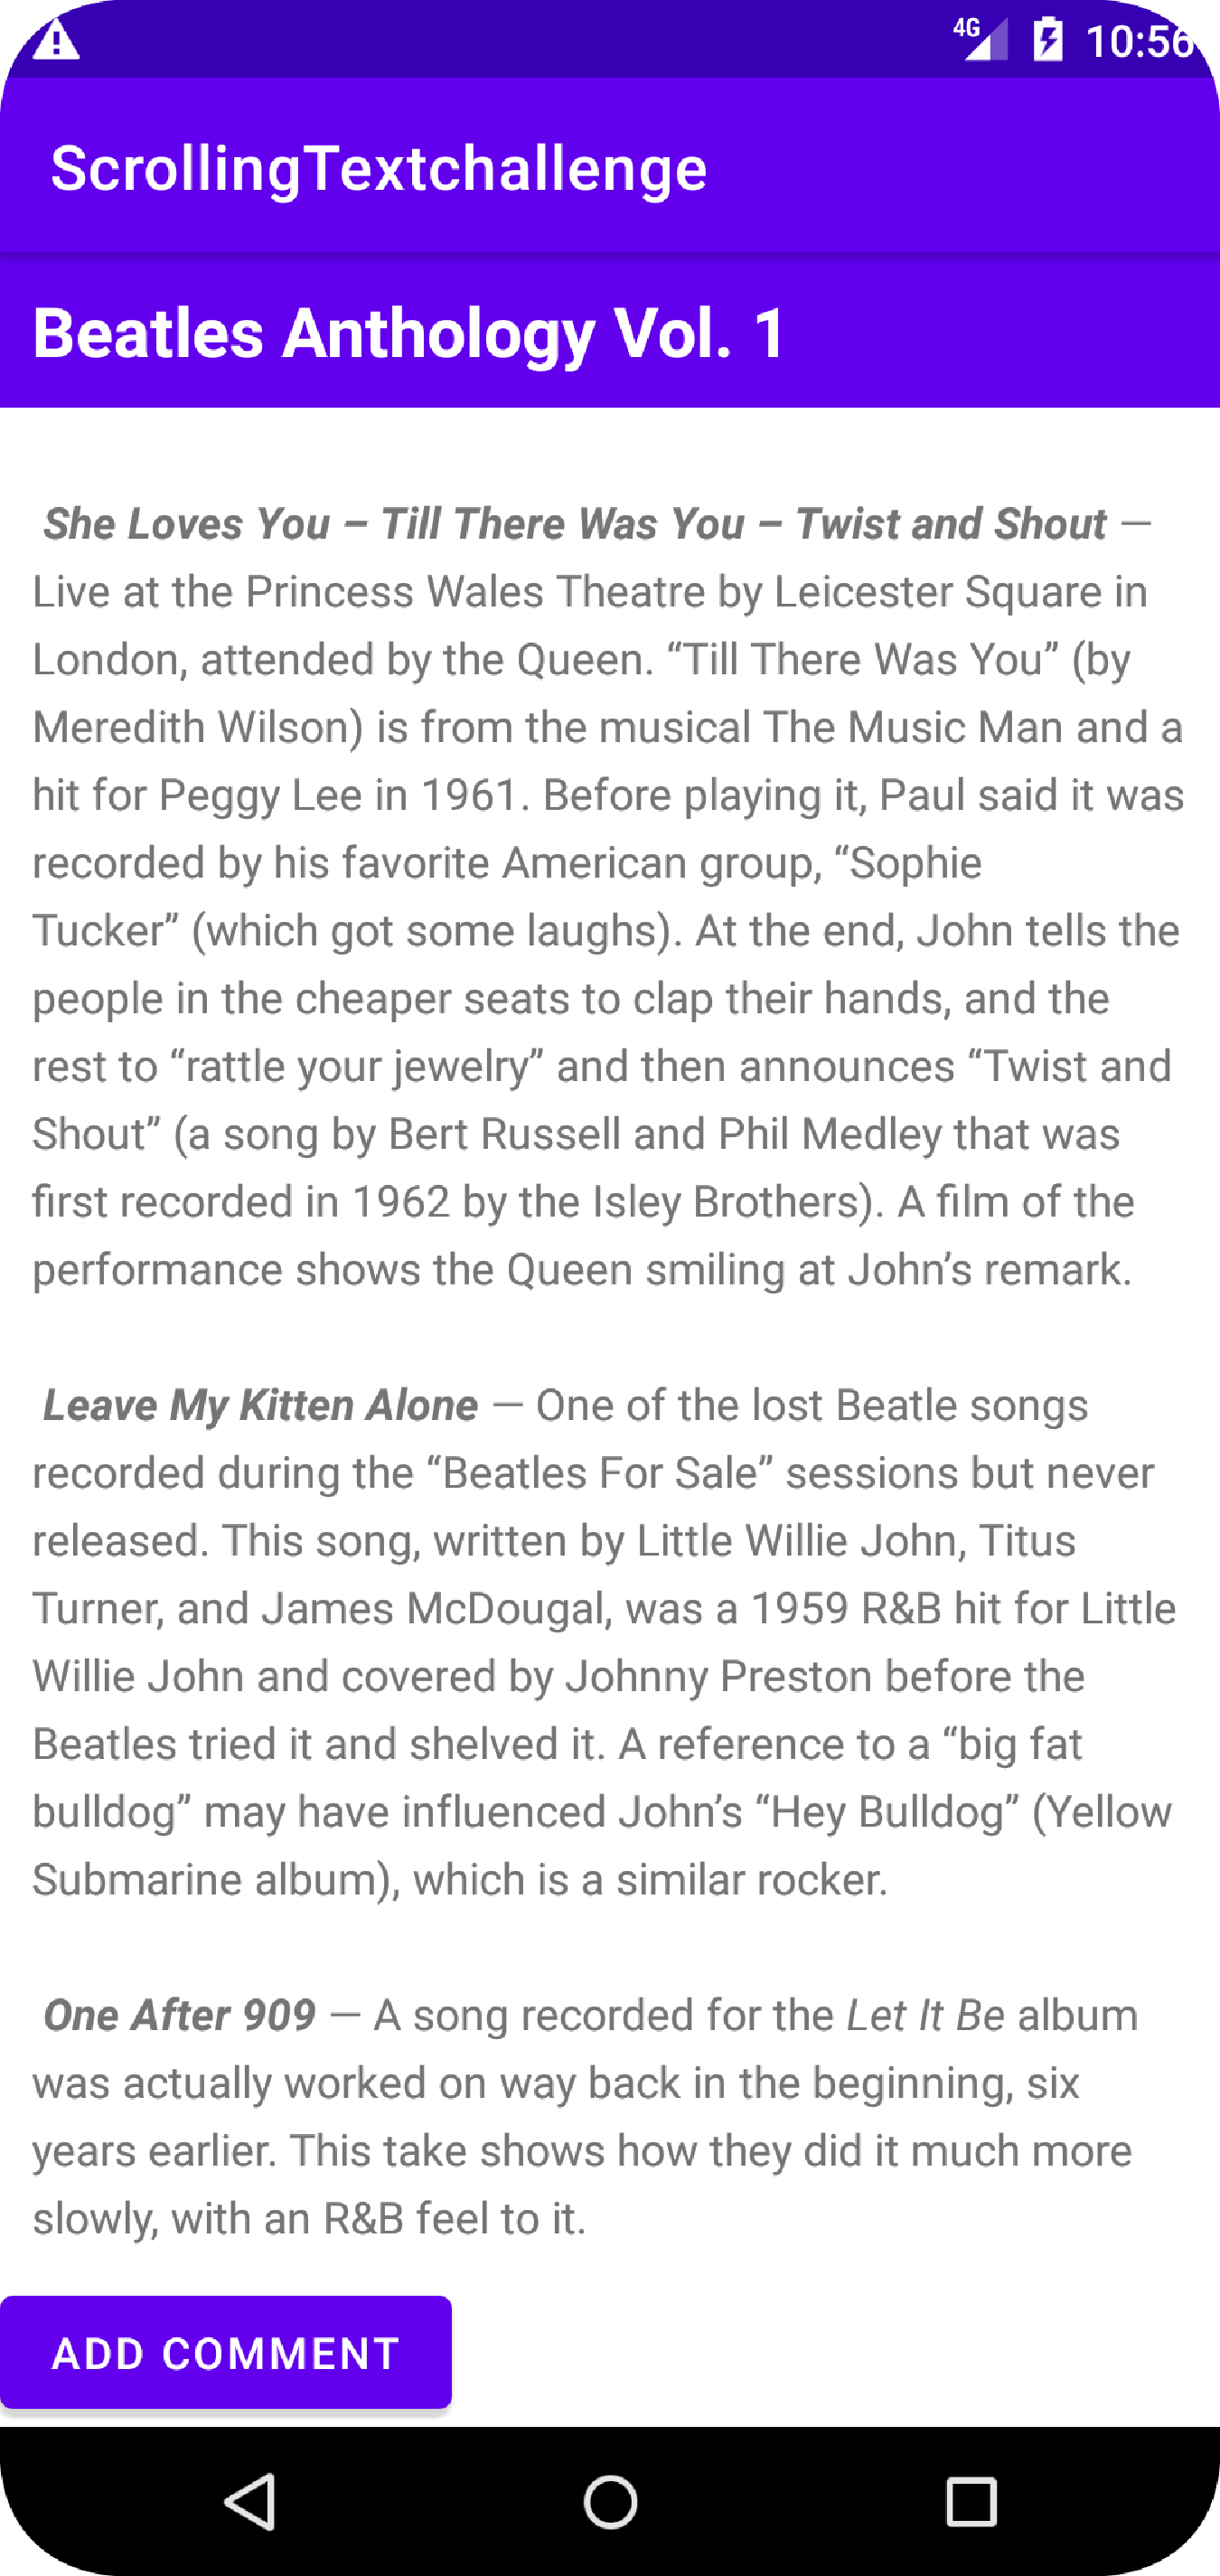 4G 10:56
ScrollingTextchallenge
Beatles Anthology Vol. 1
She Loves You – Till There Was You – Twist and Shout —
Live at the Princess Wales Theatre by Leicester Square in
London, attended by the Queen. “Till There Was You” (by
Meredith Wilson) is from the musical The Music Man and a
hit for Peggy Lee in 1961. Before playing it, Paul said it was
recorded by his favorite American group, “Sophie
Tucker” (which got some laughs). At the end, John tells the
people in the cheaper seats to clap their hands, and the
rest to “rattle your jewelry” and then announces “Twist and
Shout” (a song by Bert Russell and Phil Medley that was
first recorded in 1962 by the Isley Brothers). A film of the
performance shows the Queen smiling at John’s remark.
Leave My Kitten Alone — One of the lost Beatle songs
recorded during the “Beatles For Sale” sessions but never
released. This song, written by Little Willie John, Titus
Turner, and James McDougal, was a 1959 R&B hit for Little
Willie John and covered by Johnny Preston before the
Beatles tried it and shelved it. A reference to a “big fat
bulldog” may have influenced John’s “Hey Bulldog” (Yellow
Submarine album), which is a similar rocker.
One After 909 — A song recorded for the Let It Be album
was actually worked on way back in the beginning, six
years earlier. This take shows how they did it much more
slowly, with an R&B feel to it.
ADD COMMENT